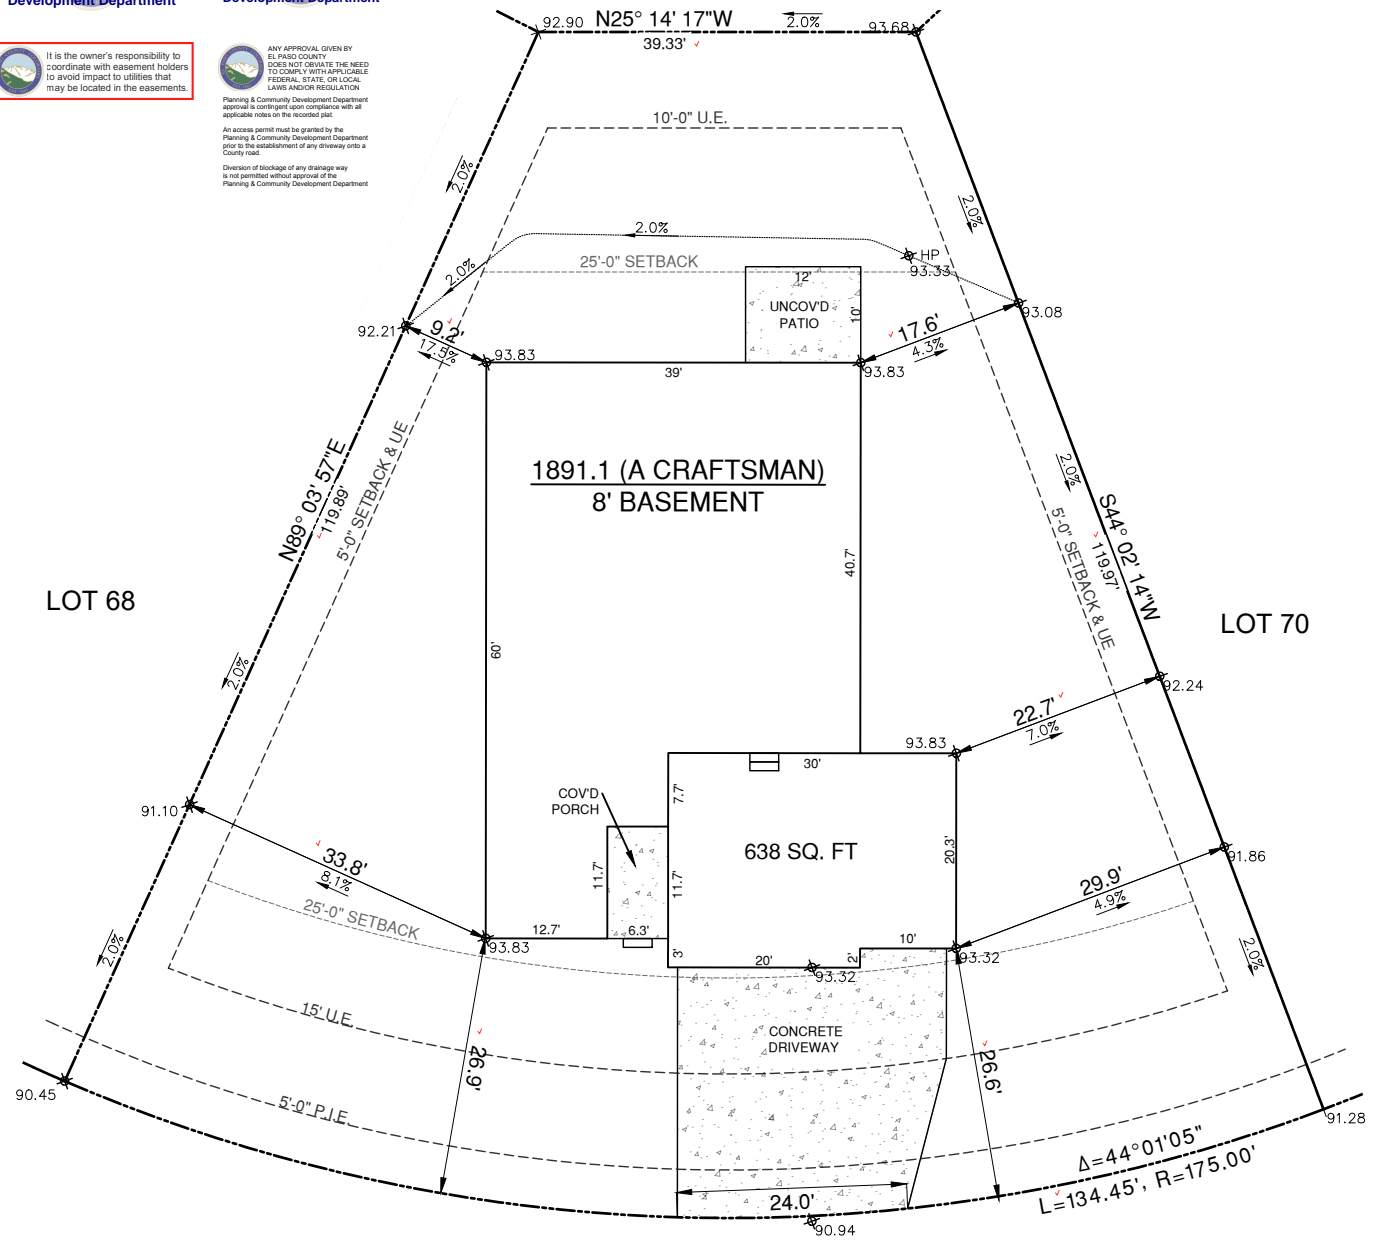 Development Department
Development Department
It is the owner's responsibility to
coordinate with easement holders
to avoid impact to utilities that
may be located in the easements.
ANY APPROVAL GIVEN BY
EL PASO COUNTY
DOES NOT OBVIATE THE NEED
TO COMPLY WITH APPLICABLE
FEDERAL, STATE, OR LOCAL
LAWS AND/OR REGULATION
Planning & Community Development Department
approval is contingent upon compliance with all
applicable notes on the recorded plat.
An access permit must be granted by the
Planning & Community Development Department
prior to the establishment of any driveway onto a
County road.
Diversion of blockage of any drainage way
is not permitted without approval of the
Planning & Community Development Department
92.90
N25° 14' 17"W
39.33'
2.0%
93.68
10'-0" U.E.
2.0%
2.0%
2.0%
2.0%
HP
93.33
25'-0" SETBACK
12'
UNCOV'D
PATIO
10'
92.21
9.2'
17.5%
93.83
39'
93.83
17.6'
4.3%
93.08
1891.1 (A CRAFTSMAN)
8' BASEMENT
N89° 03' 57"E
119.89'
5'-0" SETBACK & UE
2.0%
S44° 02' 14"W
119.97'
5'-0" SETBACK & UE
40.7'
60'
LOT 68
LOT 70
2.0%
22.7'
7.0%
92.24
93.83
30'
91.10
33.8'
8.1%
COV'D
PORCH
7.7'
11.7'
11.7'
638 SQ. FT
20.3'
29.9'
4.9%
91.86
25'-0" SETBACK
2.0%
93.83
12.7'
6.3'
3'
20'
2'
10'
93.32
93.32
2.0%
15' U.E.
CONCRETE
DRIVEWAY
26.9'
26.6'
90.45
5'-0" P.I.E.
24.0'
90.94
Δ=44°01'05"
L=134.45', R=175.00'
91.28